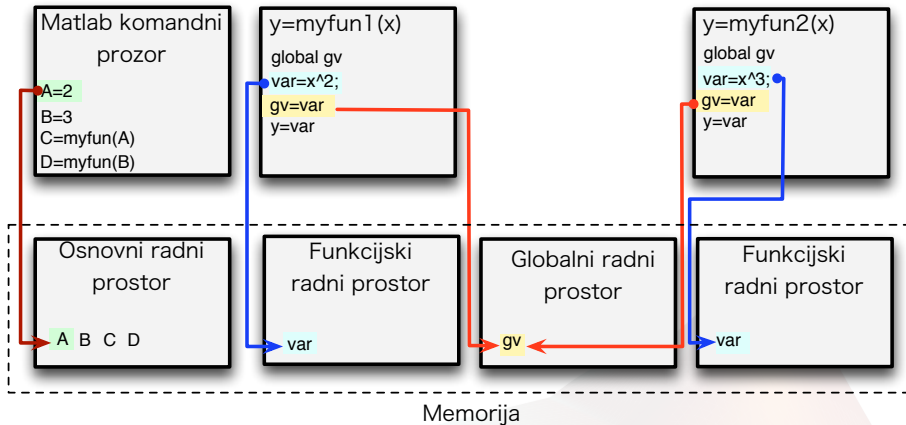 Matlab komandni
prozor
A=2
B=3
C=myfun(A)
D=myfun(B)
y=myfun1(x)
global gv
var=x^2;
gv=var
y=var
y=myfun2(x)
global gv
var=x^3;
gv=var
y=var
Osnovni radni
prostor
A B C D
Funkcijski
radni prostor
var
Globalni radni
prostor
gv
Funkcijski
radni prostor
var
Memorija